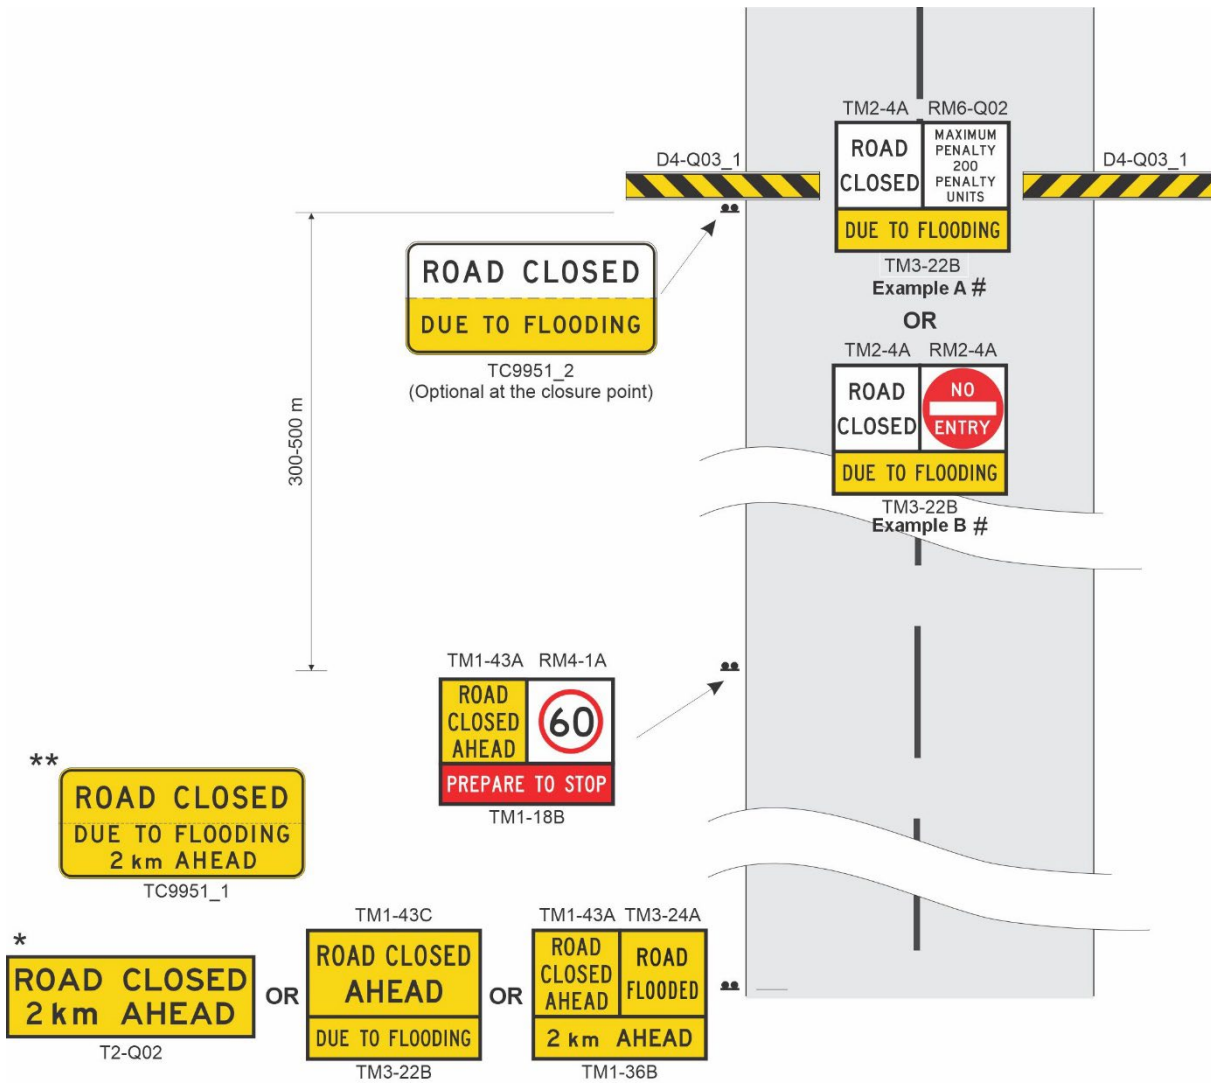 TM2-4A RM6-Q02
ROAD
CLOSED
MAXIMUM
PENALTY
200
PENALTY
UNITS
DUE TO FLOODING
D4-Q03_1
D4-Q03_1
TM3-22B
Example A #
OR
ROAD CLOSED
DUE TO FLOODING
TC9951_2
(Optional at the closure point)
TM2-4A RM2-4A
ROAD
CLOSED
NO
ENTRY
DUE TO FLOODING
TM3-22B
Example B #
300-500 m
TM1-43A RM4-1A
ROAD
CLOSED
AHEAD
60
PREPARE TO STOP
TM1-18B
**
ROAD CLOSED
DUE TO FLOODING
2 km AHEAD
TC9951_1
*
ROAD CLOSED
2 km AHEAD
T2-Q02
OR
TM1-43C
ROAD CLOSED
AHEAD
DUE TO FLOODING
TM3-22B
OR
TM1-43A TM3-24A
ROAD
CLOSED
AHEAD
ROAD
FLOODED
2 km AHEAD
TM1-36B